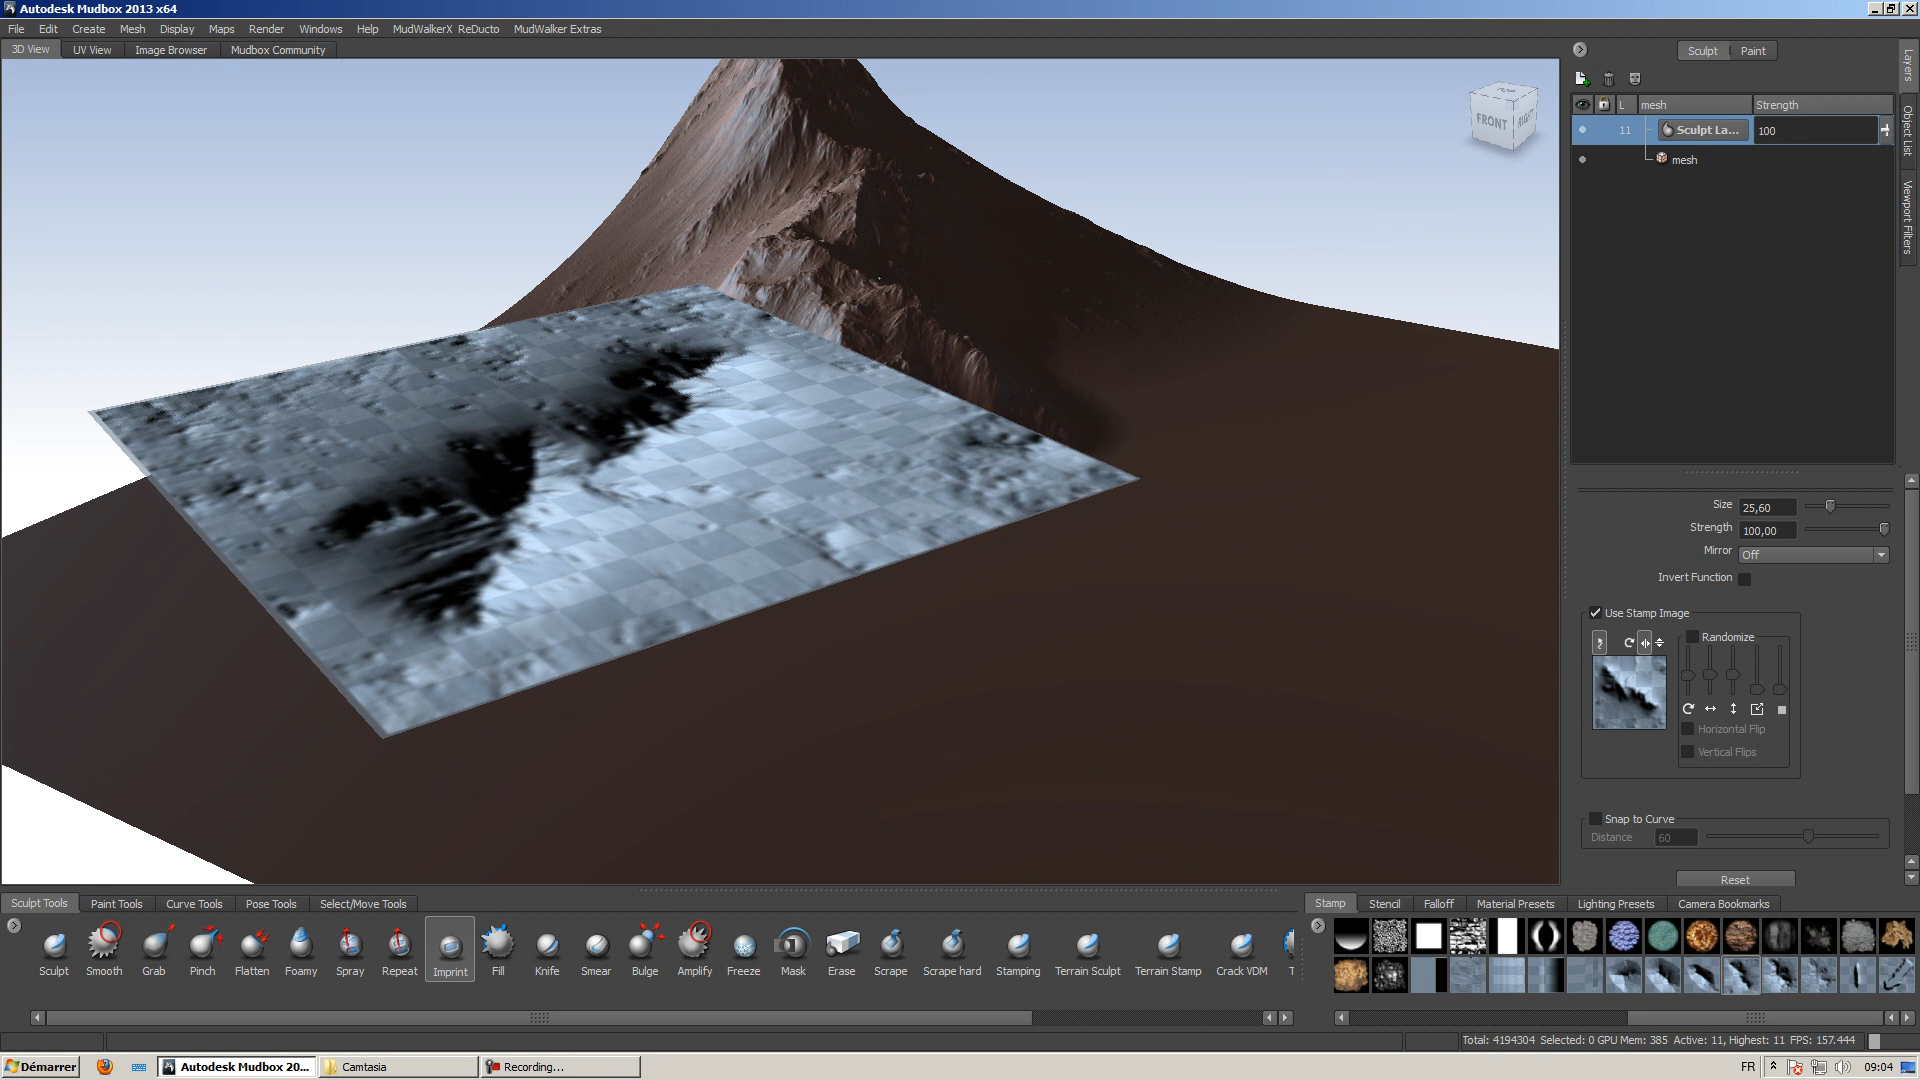 Autodesk Mudbox 2013 x64
File Edit Create Mesh Display Maps Render Windows Help MudWalkerX ReDucto MudWalker Extras
3D View UV View Image Browser Mudbox Community
Sculpt Paint
FRONT
L mesh Strength
11 Sculpt La... 100
mesh
Layers
Object List
Viewport Filters
Size 25,60
Strength 100,00
Mirror Off
Invert Function
Use Stamp Image
Randomize
Horizontal Flip
Vertical Flips
Snap to Curve
Distance 60
Reset
Sculpt Tools Paint Tools Curve Tools Pose Tools Select/Move Tools
Sculpt Smooth Grab Pinch Flatten Foamy Spray Repeat Imprint Fill Knife Smear Bulge Amplify Freeze Mask Erase Scrape Scrape hard Stamping Terrain Sculpt Terrain Stamp Crack VDM
Stamp Stencil Falloff Material Presets Lighting Presets Camera Bookmarks
Total: 4194304 Selected: 0 GPU Mem: 385 Active: 11, Highest: 11 FPS: 157.444
Démarrer Autodesk Mudbox 20... Camtasia Recording... FR 09:04